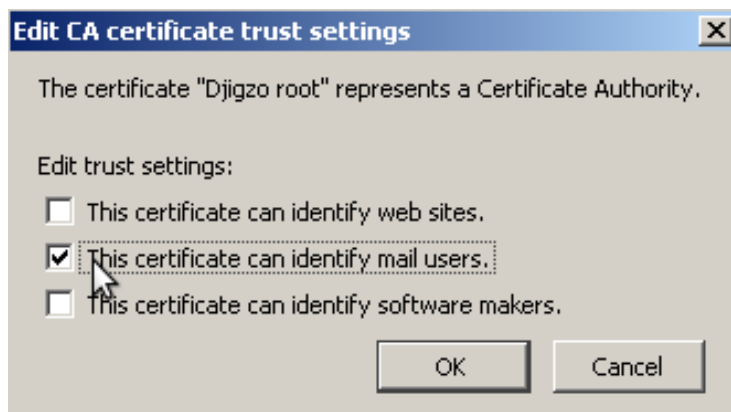 Edit CA certificate trust settings
The certificate "Djigzo root" represents a Certificate Authority.
Edit trust settings:
This certificate can identify web sites.
This certificate can identify mail users.
This certificate can identify software makers.
OK Cancel